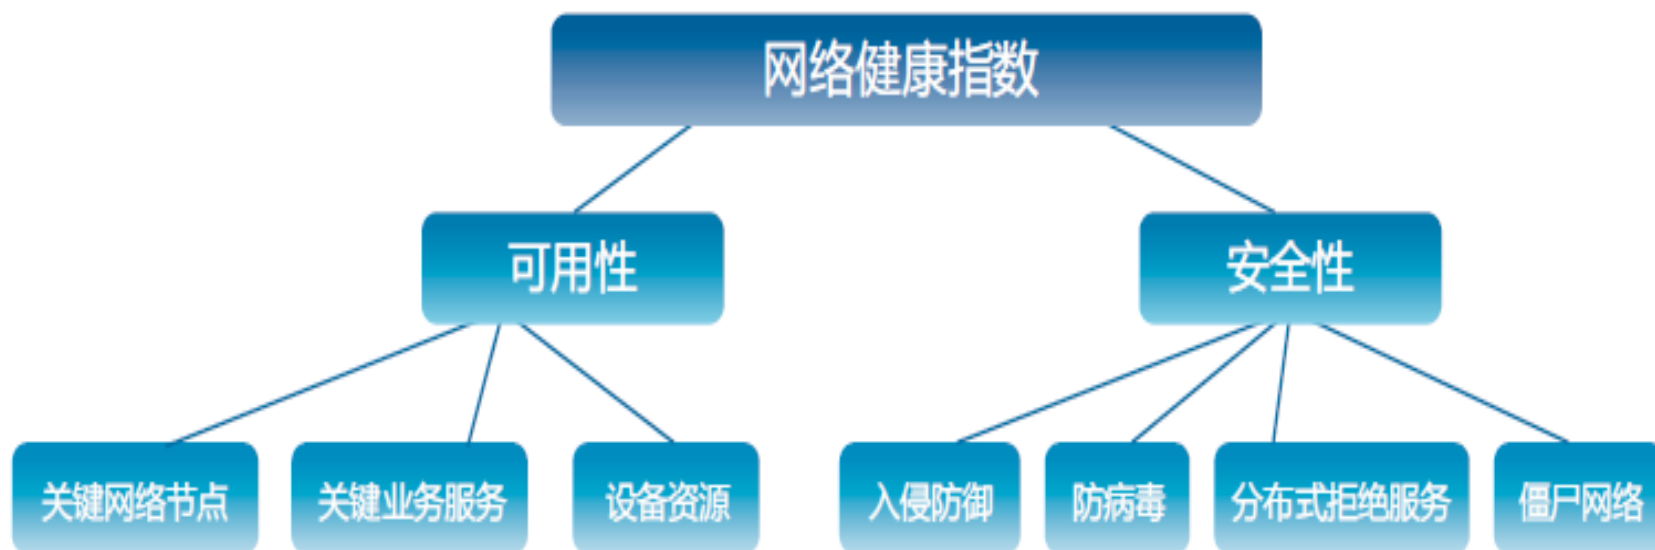 网络健康指数
可用性
安全性
关键网络节点
关键业务服务
设备资源
入侵防御
防病毒
分布式拒绝服务
僵尸网络